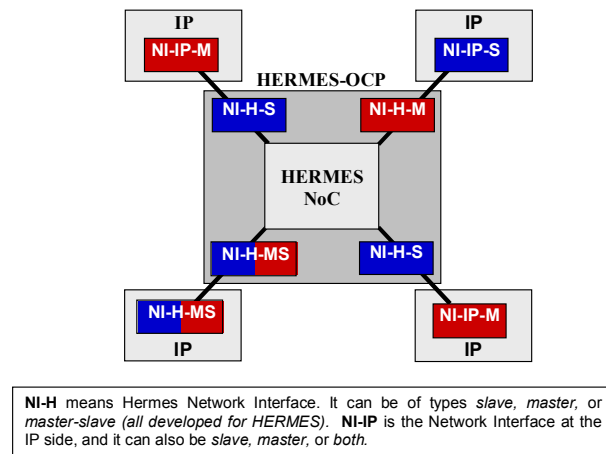 IP
IP
NI-IP-M
NI-IP-S
HERMES-OCP
NI-H-S
NI-H-M
HERMES
NoC
NI-H-MS
NI-H-S
NI-H-MS
NI-IP-M
IP
IP
NI-H means Hermes Network Interface. It can be of types slave, master, or
master-slave (all developed for HERMES). NI-IP is the Network Interface at the
IP side, and it can also be slave, master, or both.